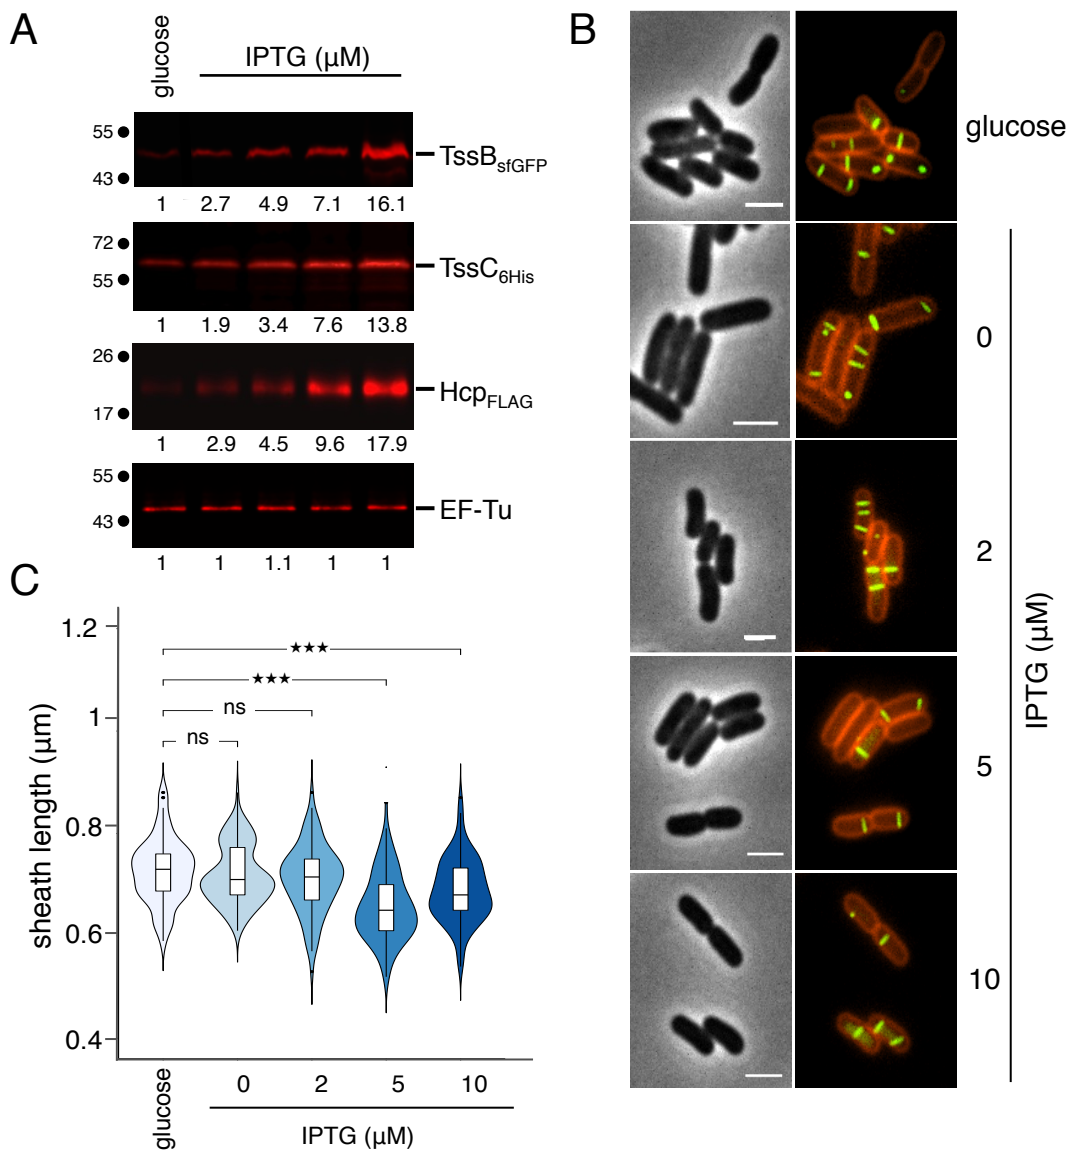 A
glucose
IPTG (µM)
55
43
TssBsfGFP
1 2.7 4.9 7.1 16.1
72
55
TssC6His
1 1.9 3.4 7.6 13.8
26
17
HcpFLAG
1 2.9 4.5 9.6 17.9
55
43
EF-Tu
1 1 1.1 1 1
B
glucose
0
2
5
10
IPTG (µM)
C
sheath length (µm)
1.2
1
0.8
0.6
0.4
★★★
★★★
ns
ns
glucose
0 2 5 10
IPTG (µM)